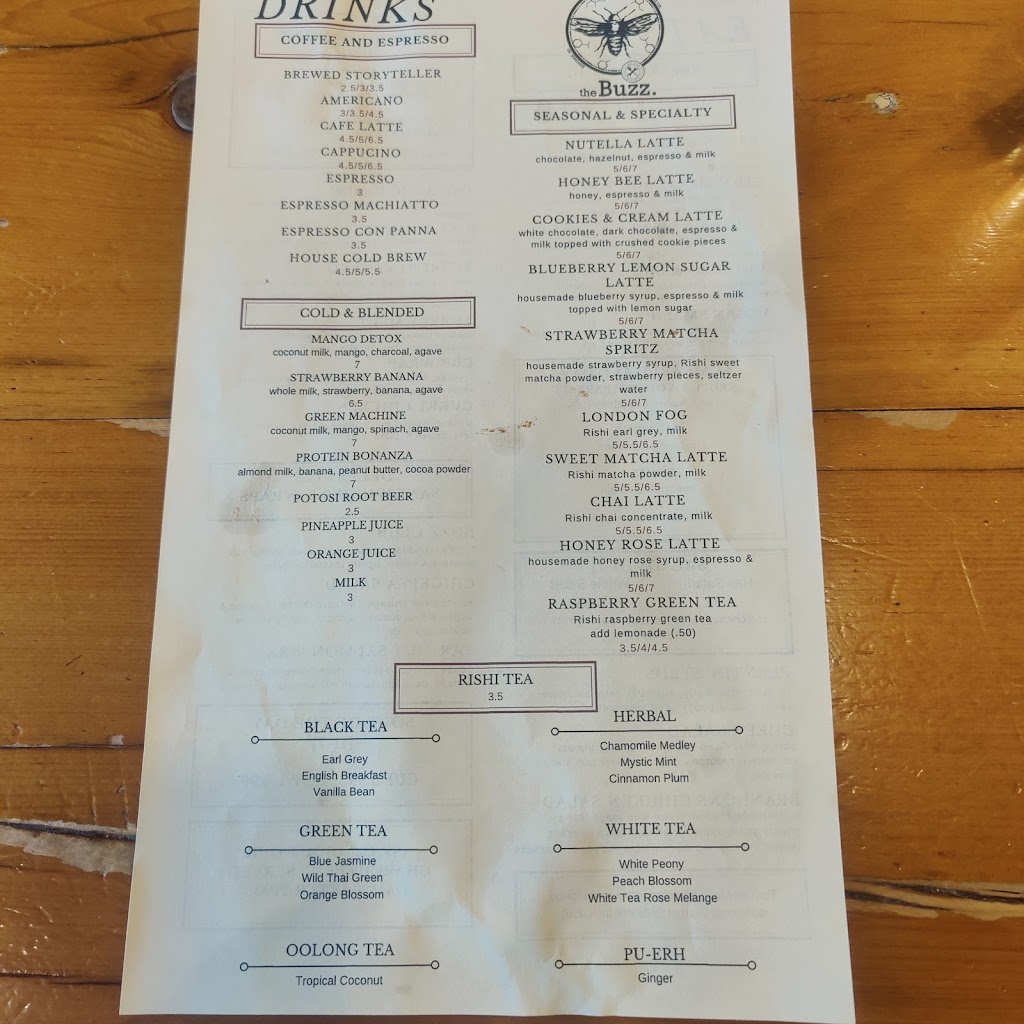 DRINKS
COFFEE AND ESPRESSO
BREWED STORYTELLER
2.5/3/3.5
AMERICANO
3/3.5/4.5
CAFE LATTE
4.5/5/6.5
CAPPUCINO
4.5/5/6.5
ESPRESSO
3
ESPRESSO MACHIATTO
3.5
ESPRESSO CON PANNA
3.5
HOUSE COLD BREW
4.5/5/5.5
COLD & BLENDED
MANGO DETOX
coconut milk, mango, charcoal, agave
7
STRAWBERRY BANANA
whole milk, strawberry, banana, agave
6.5
GREEN MACHINE
coconut milk, mango, spinach, agave
7
PROTEIN BONANZA
almond milk, banana, peanut butter, cocoa powder
7
POTOSI ROOT BEER
2.5
PINEAPPLE JUICE
3
ORANGE JUICE
3
MILK
3
the Buzz.
SEASONAL & SPECIALTY
NUTELLA LATTE
chocolate, hazelnut, espresso & milk
5/6/7
HONEY BEE LATTE
honey, espresso & milk
5/6/7
COOKIES & CREAM LATTE
white chocolate, dark chocolate, espresso &
milk topped with crushed cookie pieces
5/6/7
BLUEBERRY LEMON SUGAR
LATTE
housemade blueberry syrup, espresso & milk
topped with lemon sugar
5/6/7
STRAWBERRY MATCHA
SPRITZ
housemade strawberry syrup, Rishi sweet
matcha powder, strawberry pieces, seltzer
water
5/6/7
LONDON FOG
Rishi earl grey, milk
5/5.5/6.5
SWEET MATCHA LATTE
Rishi matcha powder, milk
5/5.5/6.5
CHAI LATTE
Rishi chai concentrate, milk
5/5.5/6.5
HONEY ROSE LATTE
housemade honey rose syrup, espresso &
milk
5/6/7
RASPBERRY GREEN TEA
Rishi raspberry green tea
add lemonade (.50)
3.5/4/4.5
RISHI TEA
3.5
BLACK TEA
Earl Grey
English Breakfast
Vanilla Bean
GREEN TEA
Blue Jasmine
Wild Thai Green
Orange Blossom
OOLONG TEA
Tropical Coconut
HERBAL
Chamomile Medley
Mystic Mint
Cinnamon Plum
WHITE TEA
White Peony
Peach Blossom
White Tea Rose Melange
PU-ERH
Ginger